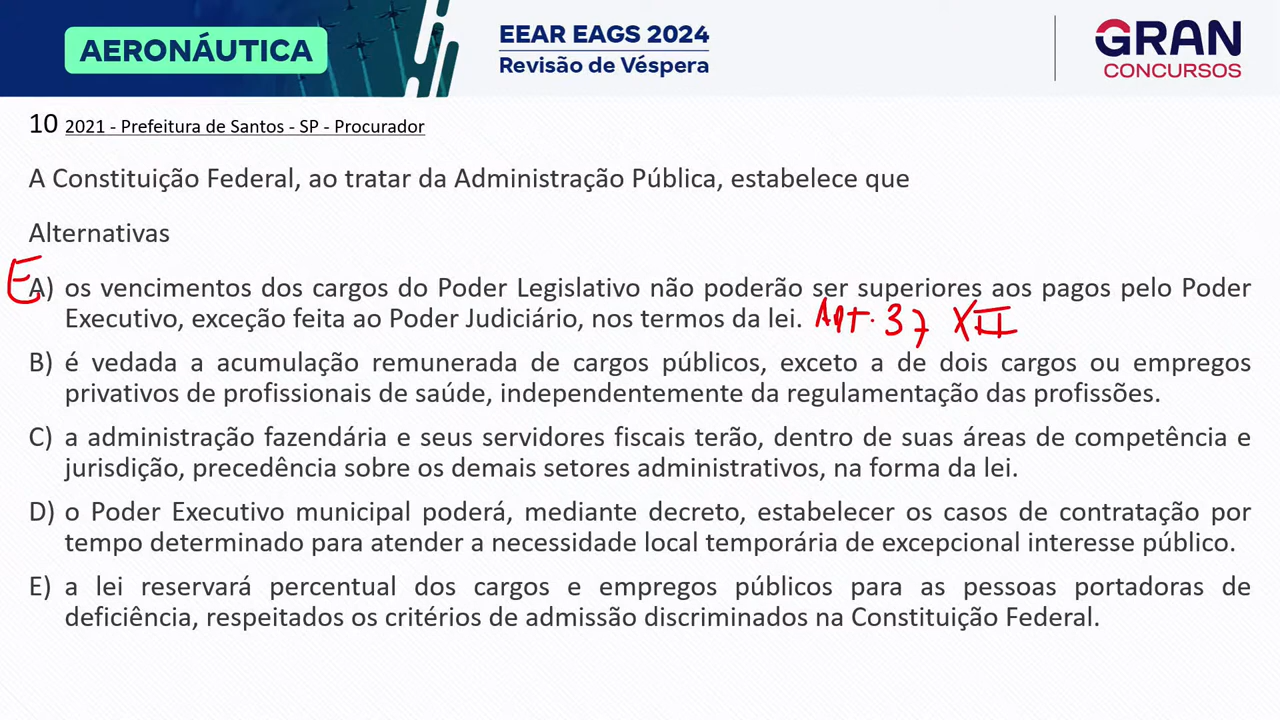 AERONÁUTICA
EEAR EAGS 2024
Revisão de Véspera
GRAN
CONCURSOS
10 2021 - Prefeitura de Santos - SP - Procurador
A Constituição Federal, ao tratar da Administração Pública, estabelece que
Alternativas
E
A) os vencimentos dos cargos do Poder Legislativo não poderão ser superiores aos pagos pelo Poder
Executivo, exceção feita ao Poder Judiciário, nos termos da lei. Art. 37 XII
B) é vedada a acumulação remunerada de cargos públicos, exceto a de dois cargos ou empregos
privativos de profissionais de saúde, independentemente da regulamentação das profissões.
C) a administração fazendária e seus servidores fiscais terão, dentro de suas áreas de competência e
jurisdição, precedência sobre os demais setores administrativos, na forma da lei.
D) o Poder Executivo municipal poderá, mediante decreto, estabelecer os casos de contratação por
tempo determinado para atender a necessidade local temporária de excepcional interesse público.
E) a lei reservará percentual dos cargos e empregos públicos para as pessoas portadoras de
deficiência, respeitados os critérios de admissão discriminados na Constituição Federal.